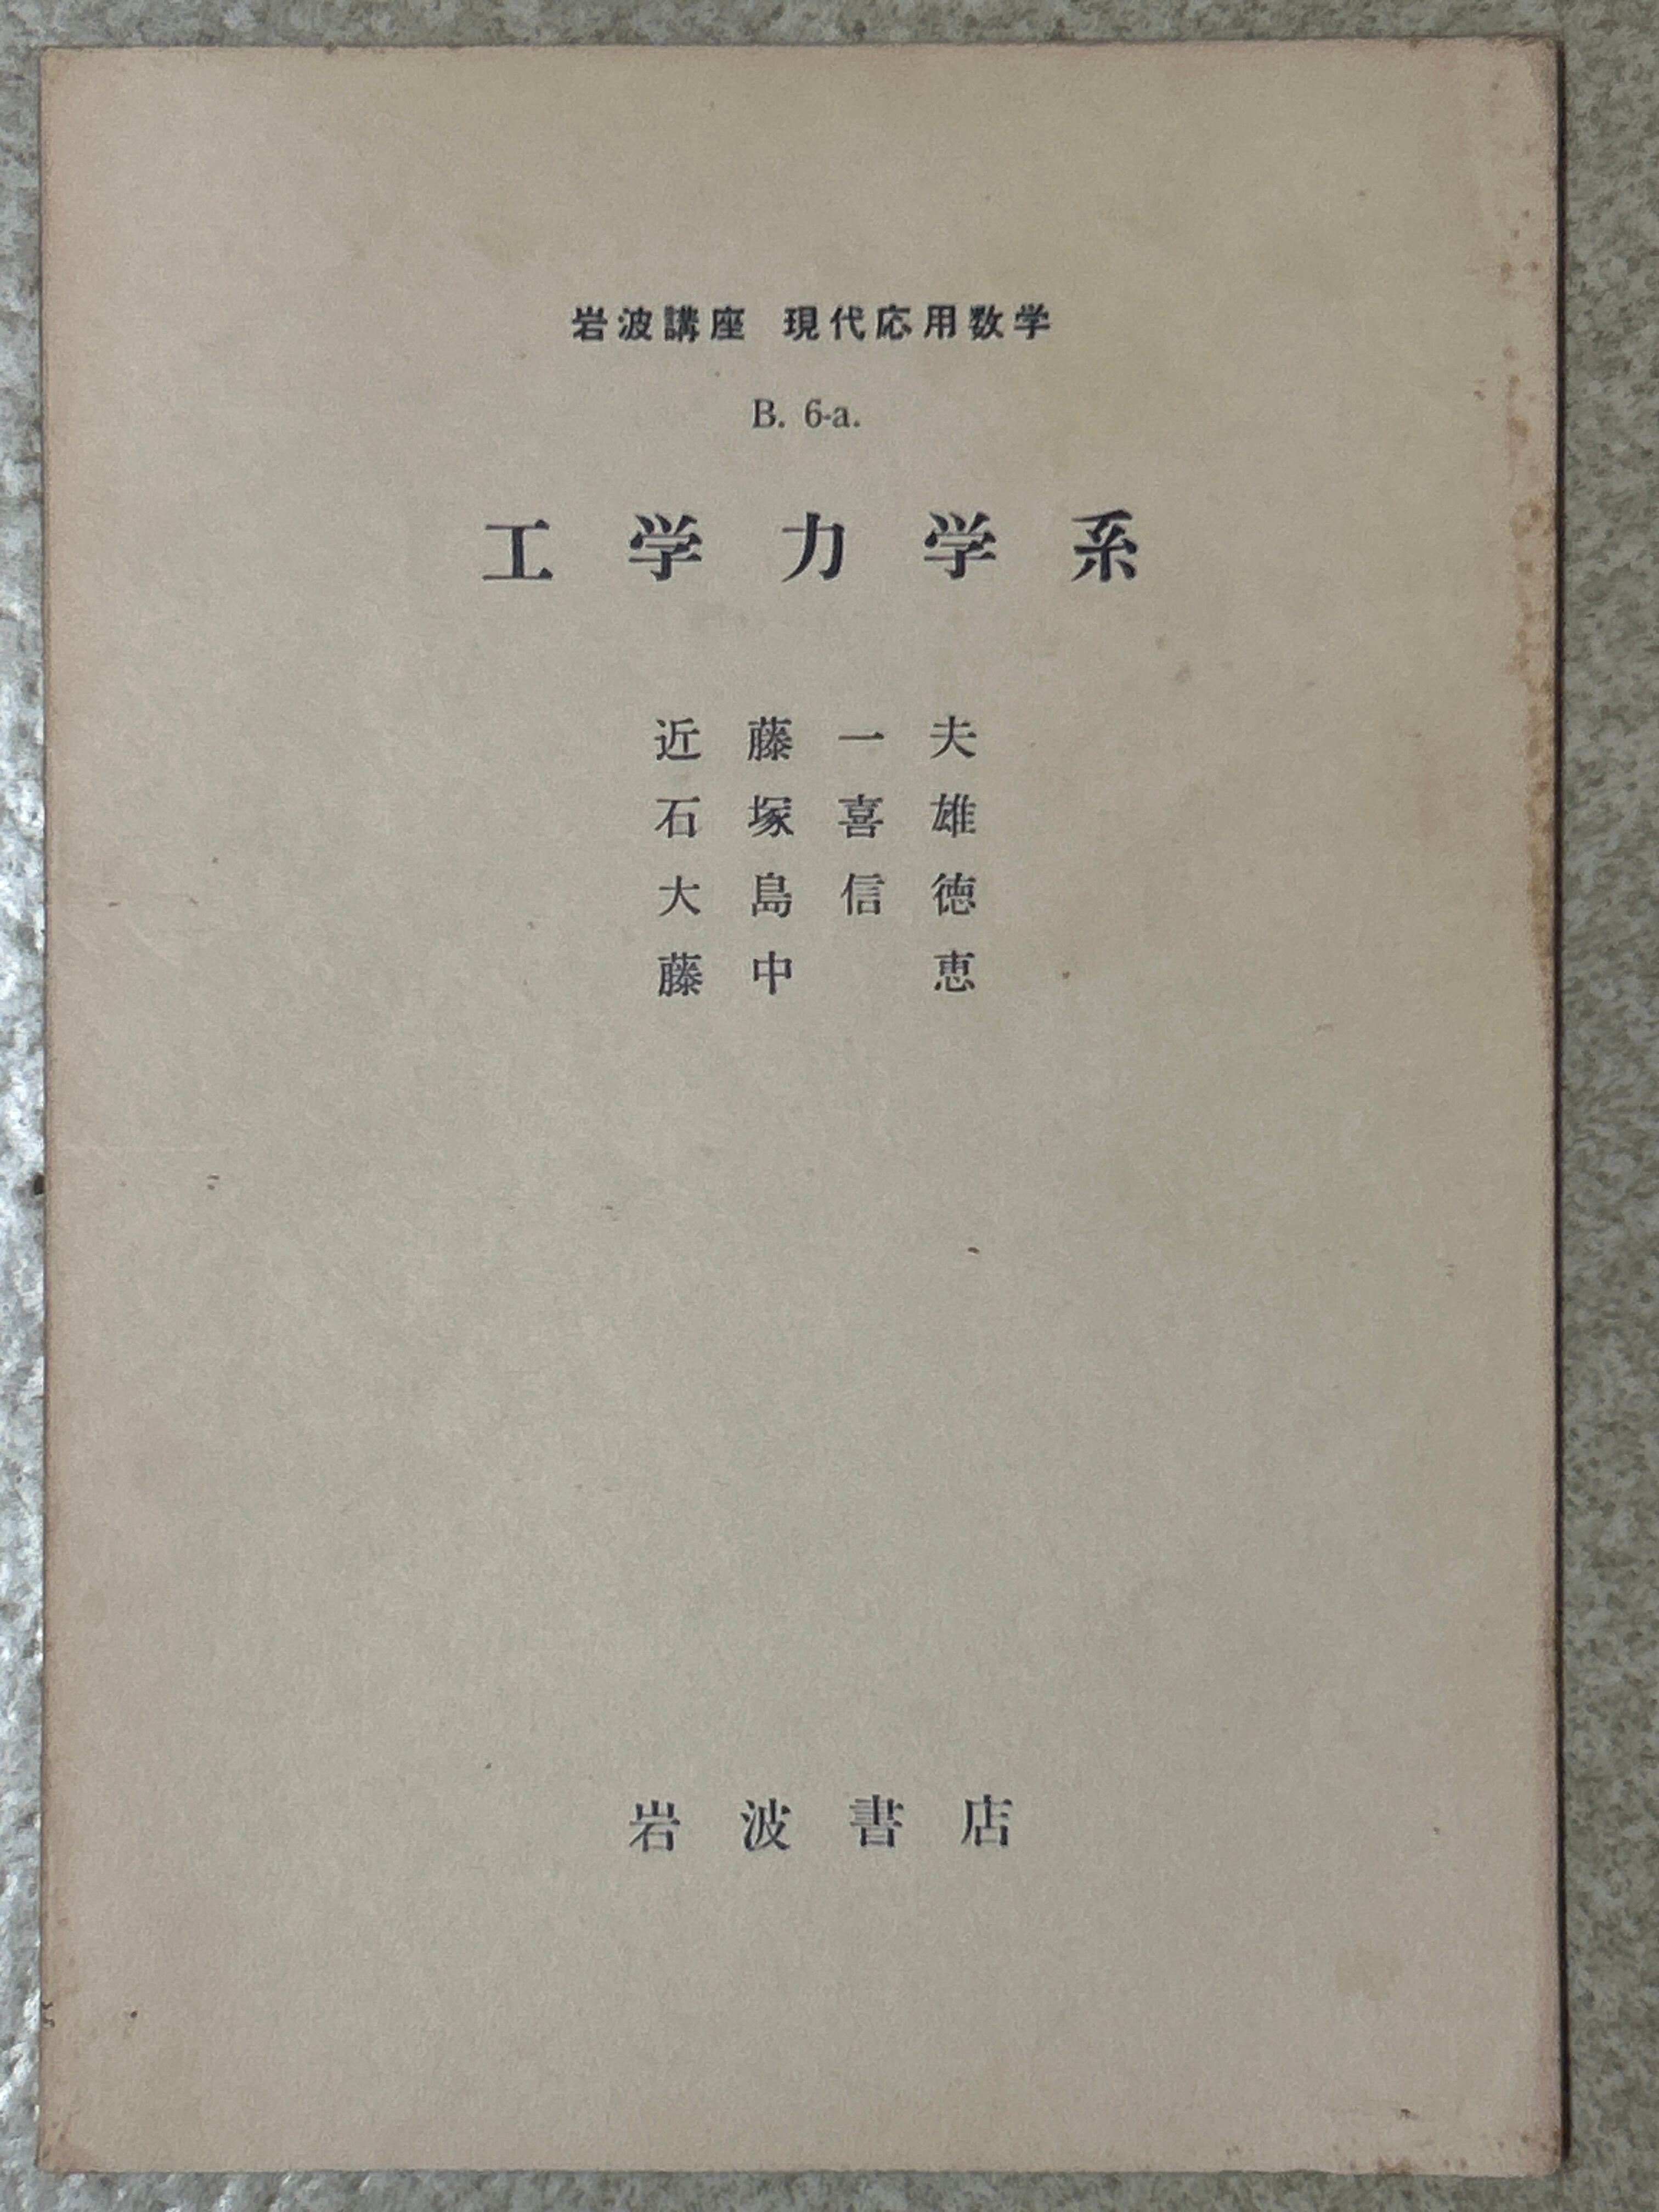 岩波講座 現代応用数学
B. 6-a.
工学力学系
近藤一夫
石塚喜雄
大島信徳
藤中 恵
岩波書店